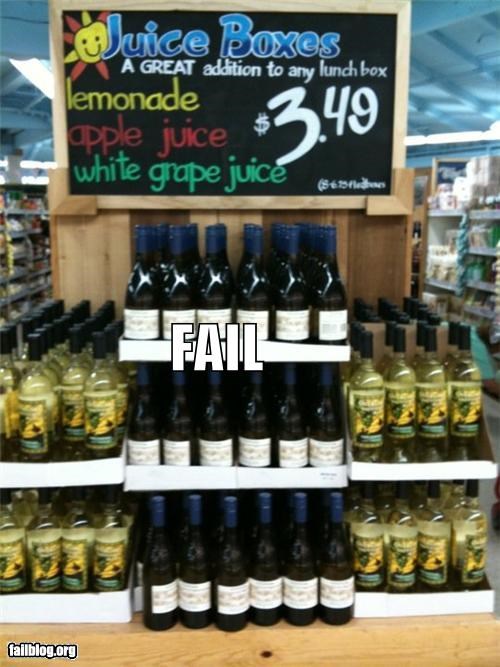 Juice Boxes
A GREAT addition to any lunch box
lemonade
apple juice
white grape juice
$3.49
FAIL
failblog.org